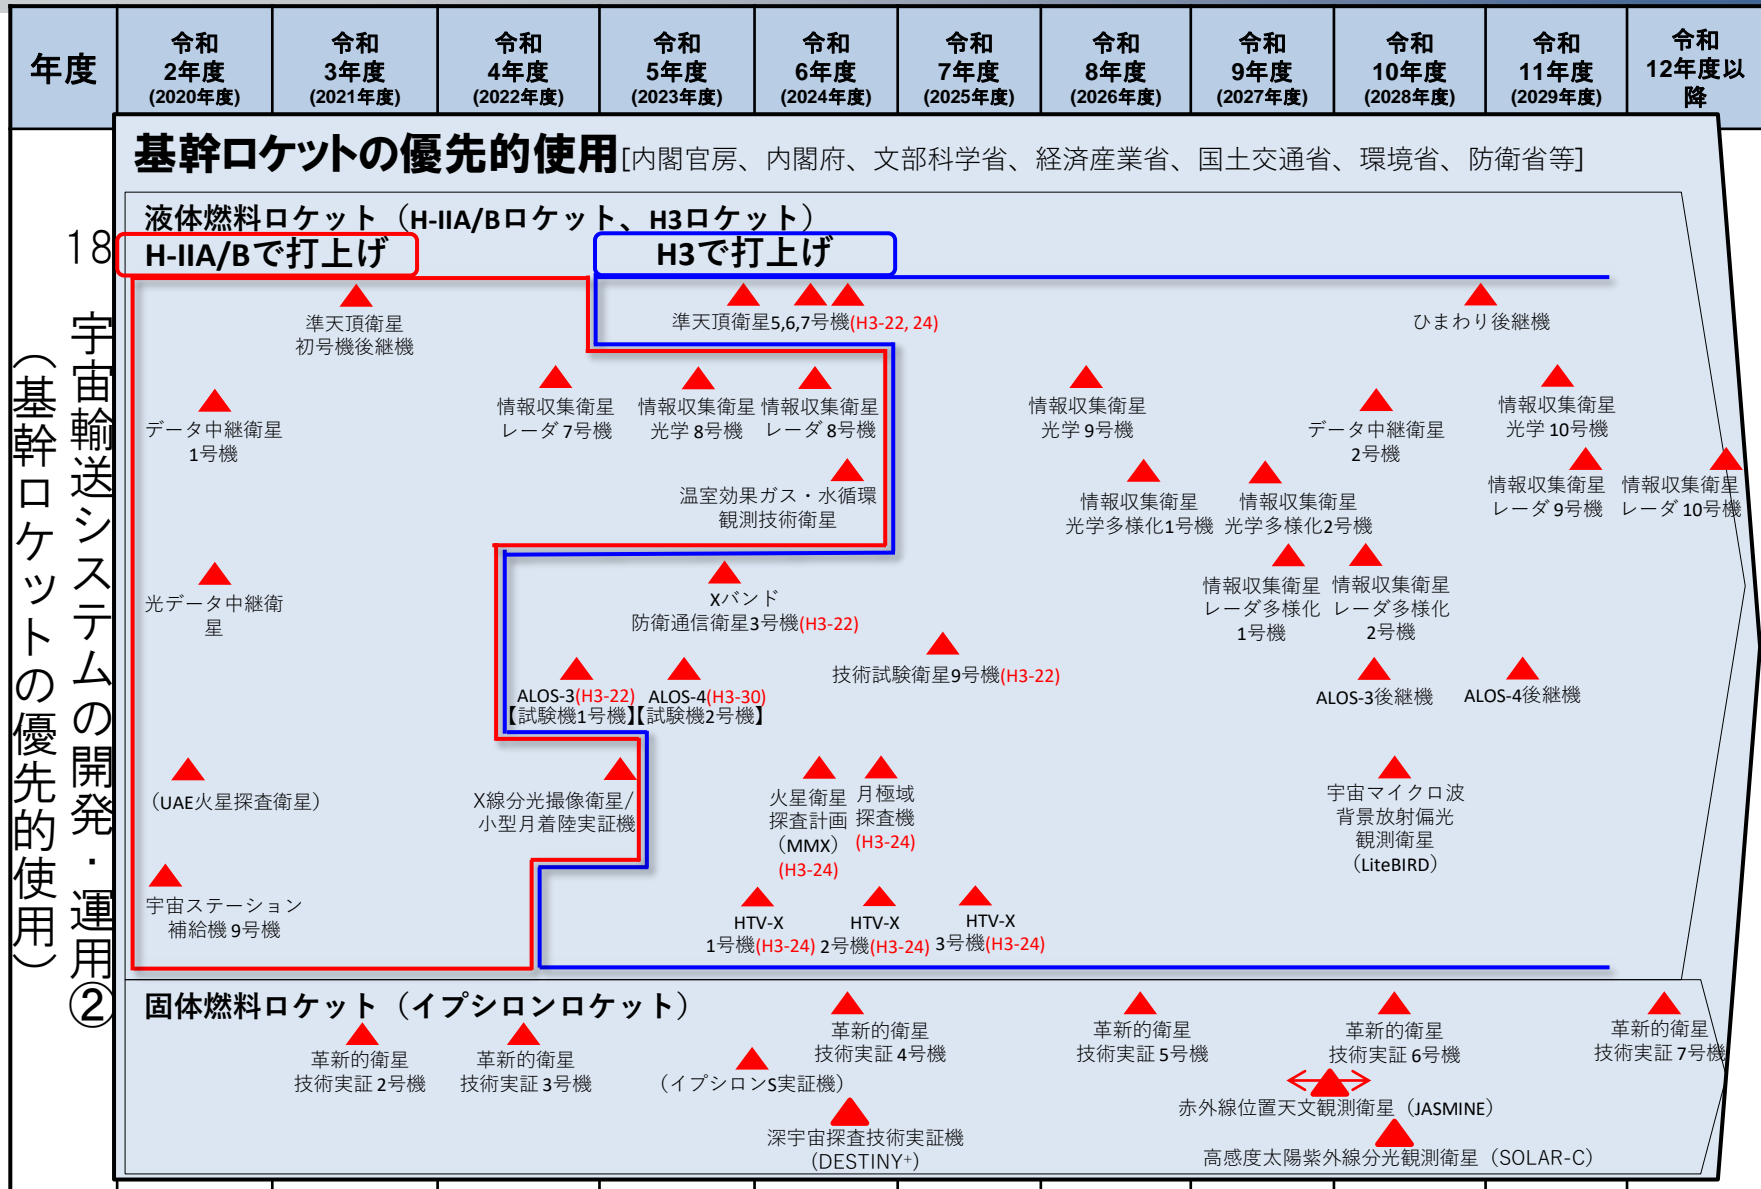 年度
令和
2年度
(2020年度)
令和
3年度
(2021年度)
令和
4年度
(2022年度)
令和
5年度
(2023年度)
令和
6年度
(2024年度)
令和
7年度
(2025年度)
令和
8年度
(2026年度)
令和
9年度
(2027年度)
令和
10年度
(2028年度)
令和
11年度
(2029年度)
令和
12年度以
降
18 宇宙輸送システムの開発・運用②
（基幹ロケットの優先的使用）
基幹ロケットの優先的使用[内閣官房、内閣府、文部科学省、経済産業省、国土交通省、環境省、防衛省等]
液体燃料ロケット（H-IIA/Bロケット、H3ロケット）
H-IIA/Bで打上げ
H3で打上げ
準天頂衛星
初号機後継機
準天頂衛星5,6,7号機(H3-22, 24)
ひまわり後継機
データ中継衛星
1号機
情報収集衛星
レーダ7号機
情報収集衛星
光学8号機
情報収集衛星
レーダ8号機
情報収集衛星
光学9号機
データ中継衛星
2号機
情報収集衛星
光学10号機
温室効果ガス・水循環
観測技術衛星
情報収集衛星
光学多様化1号機
情報収集衛星
光学多様化2号機
情報収集衛星
レーダ9号機
情報収集衛星
レーダ10号機
光データ中継衛
星
Xバンド
防衛通信衛星3号機(H3-22)
情報収集衛星
レーダ多様化
1号機
情報収集衛星
レーダ多様化
2号機
技術試験衛星9号機(H3-22)
ALOS-3(H3-22)
【試験機1号機】
ALOS-4(H3-30)
【試験機2号機】
ALOS-3後継機
ALOS-4後継機
（UAE火星探査衛星）
X線分光撮像衛星/
小型月着陸実証機
火星衛星
探査計画
（MMX）
(H3-24)
月極域
探査機
(H3-24)
宇宙マイクロ波
背景放射偏光
観測衛星
（LiteBIRD）
宇宙ステーション
補給機9号機
HTV-X
1号機(H3-24)
HTV-X
2号機(H3-24)
HTV-X
3号機(H3-24)
固体燃料ロケット（イプシロンロケット）
革新的衛星
技術実証2号機
革新的衛星
技術実証3号機
（イプシロンS実証機）
革新的衛星
技術実証4号機
革新的衛星
技術実証5号機
革新的衛星
技術実証6号機
革新的衛星
技術実証7号機
赤外線位置天文観測衛星（JASMINE）
深宇宙探査技術実証機
（DESTINY⁺）
高感度太陽紫外線分光観測衛星（SOLAR-C）